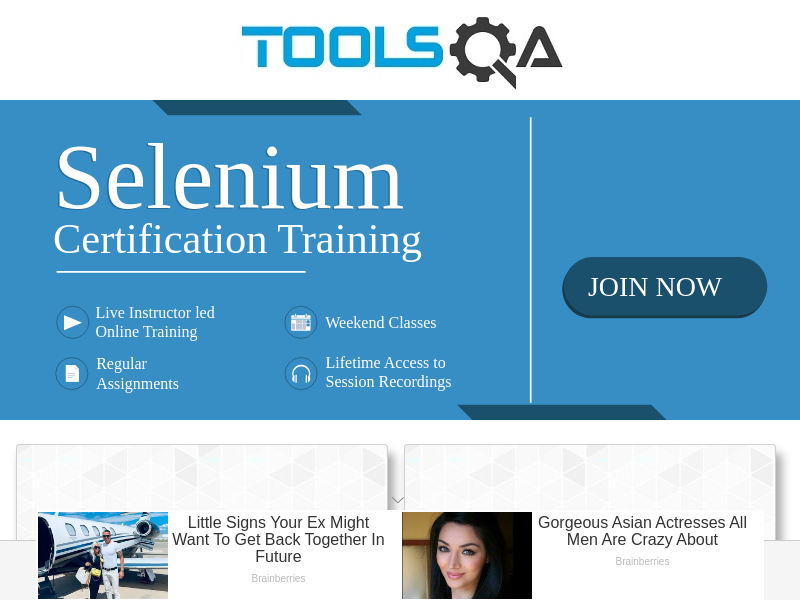 TOOLSQA
Selenium
Certification Training
Live Instructor led
Online Training
Weekend Classes
Regular
Assignments
Lifetime Access to
Session Recordings
JOIN NOW
Little Signs Your Ex Might
Want To Get Back Together In
Future
Brainberries
Gorgeous Asian Actresses All
Men Are Crazy About
Brainberries